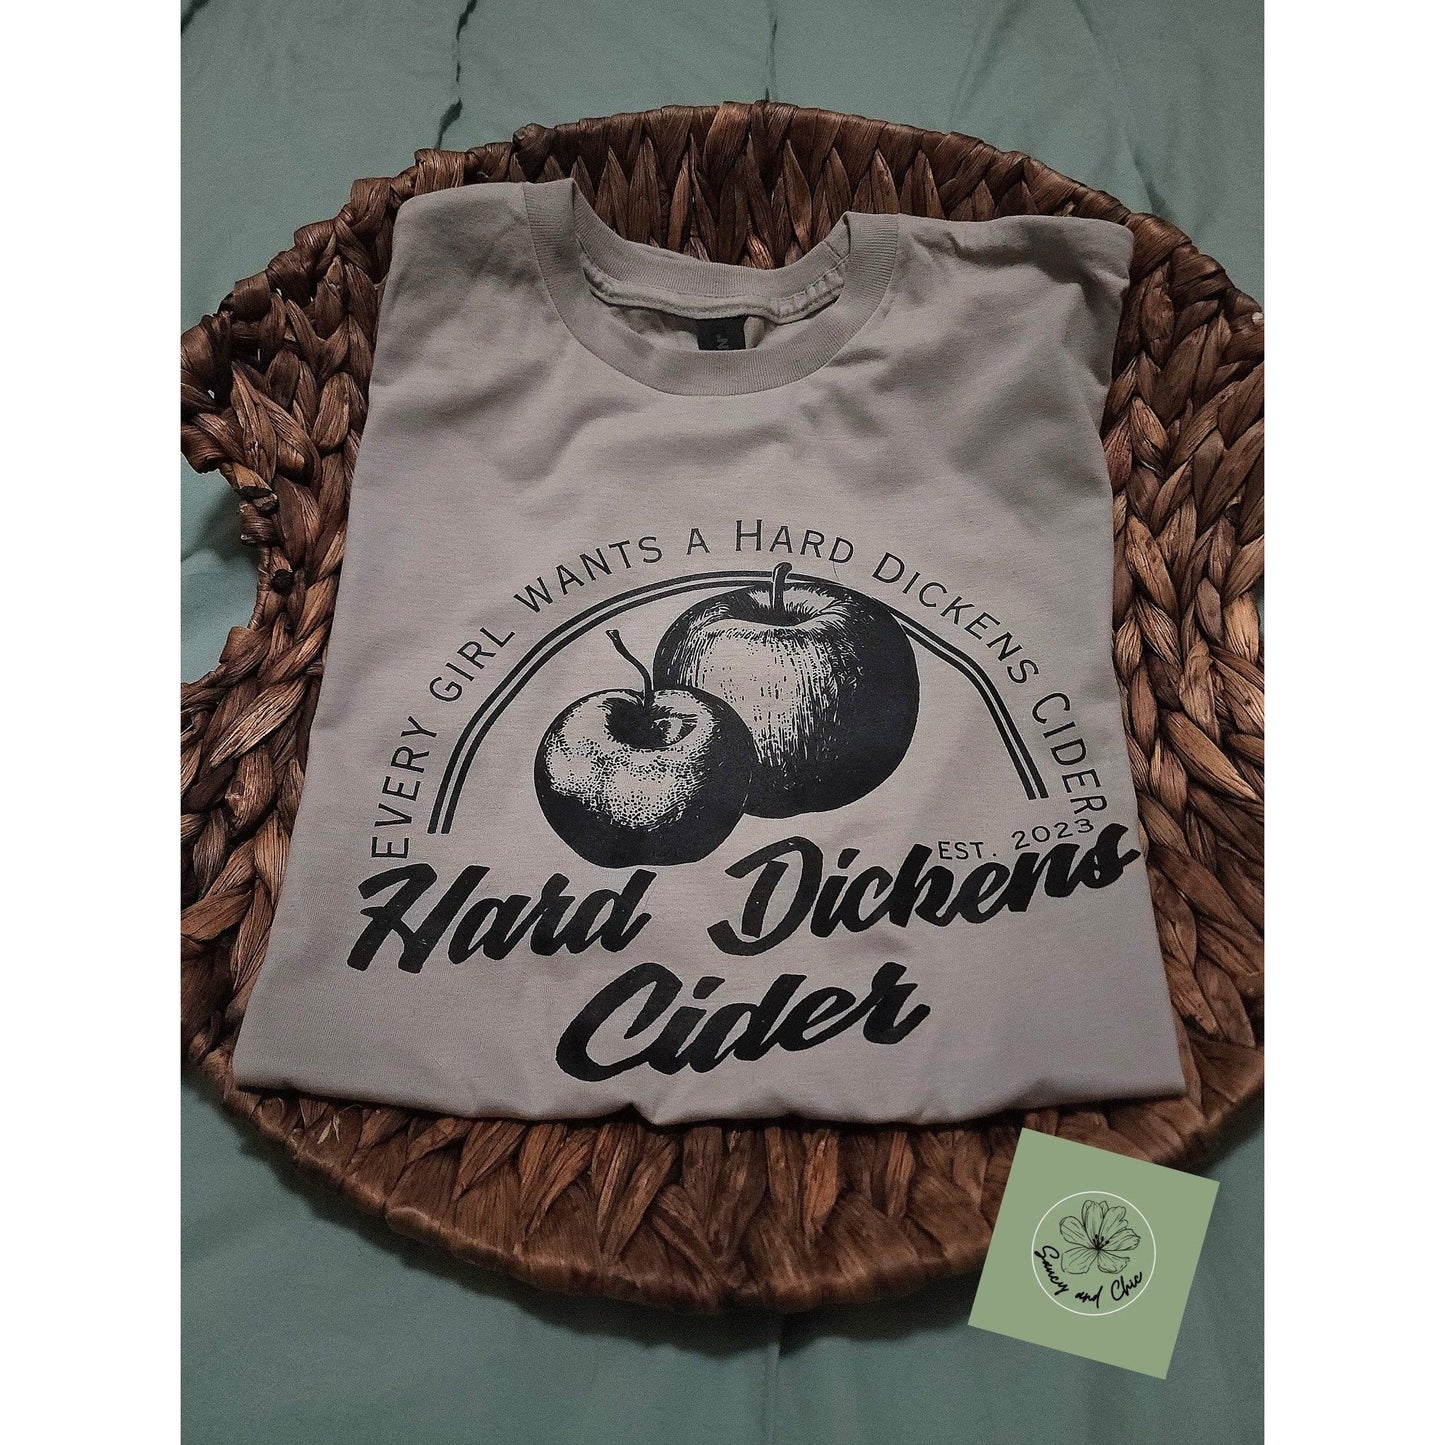 EVERY GIRL WANTS A HARD DICKENS CIDER
EST. 2023
Hard Dickens
Cider
Saucy and Chic